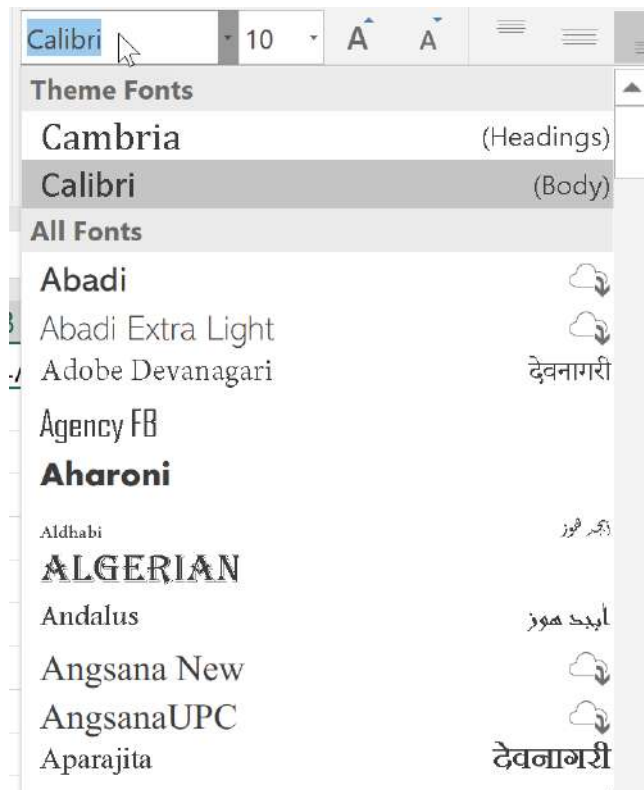 Calibri 10 A A
Theme Fonts
Cambria (Headings)
Calibri (Body)
All Fonts
Abadi
Abadi Extra Light
Adobe Devanagari देवनागरी
Agency FB
Aharoni
Aldhabi
ALGERIAN
Andalus أبجد هوز
Angsana New
AngsanaUPC
Aparajita देवनागरी